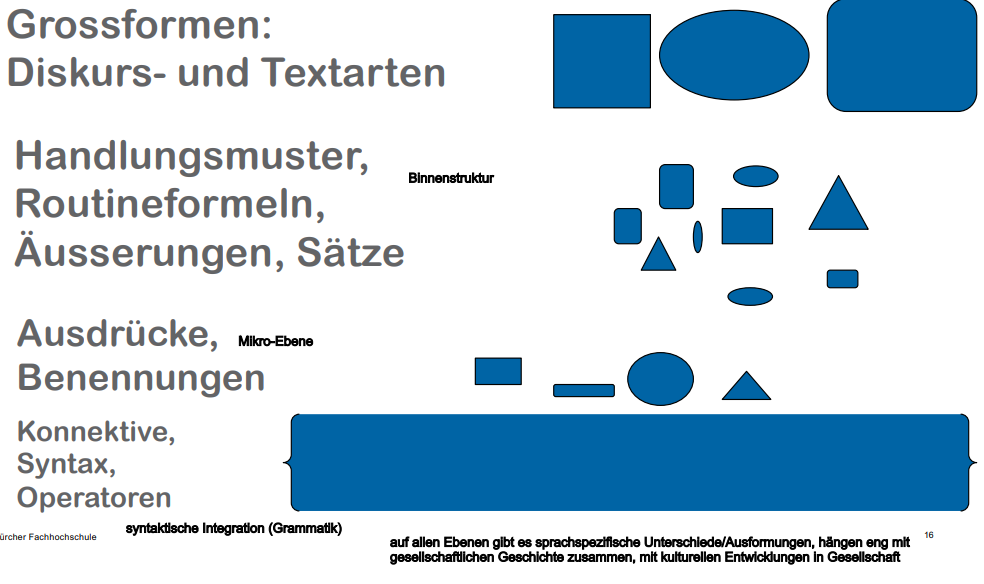 Grossformen:
Diskurs- und Textarten
Handlungsmuster,
Binnenstruktur
Routineformeln,
Äusserungen, Sätze
Ausdrücke,
Mikro-Ebene
Benennungen
Konnektive,
Syntax,
Operatoren
syntaktische Integration (Grammatik)
ürcher Fachhochschule
16
auf allen Ebenen gibt es sprachspezifische Unterschiede/Ausformungen, hängen eng mit
gesellschaftlichen Geschichte zusammen, mit kulturellen Entwicklungen in Gesellschaft